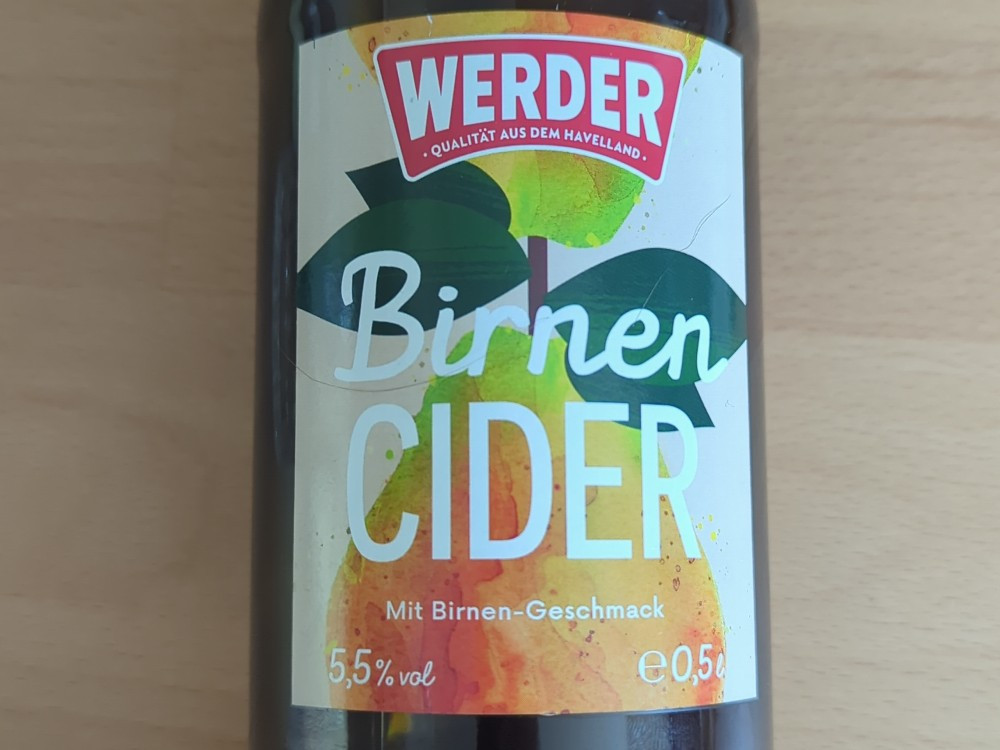 WERDER
· QUALITÄT AUS DEM HAVELLAND ·
Birnen
CIDER
Mit Birnen-Geschmack
5,5% vol
℮ 0,5 l